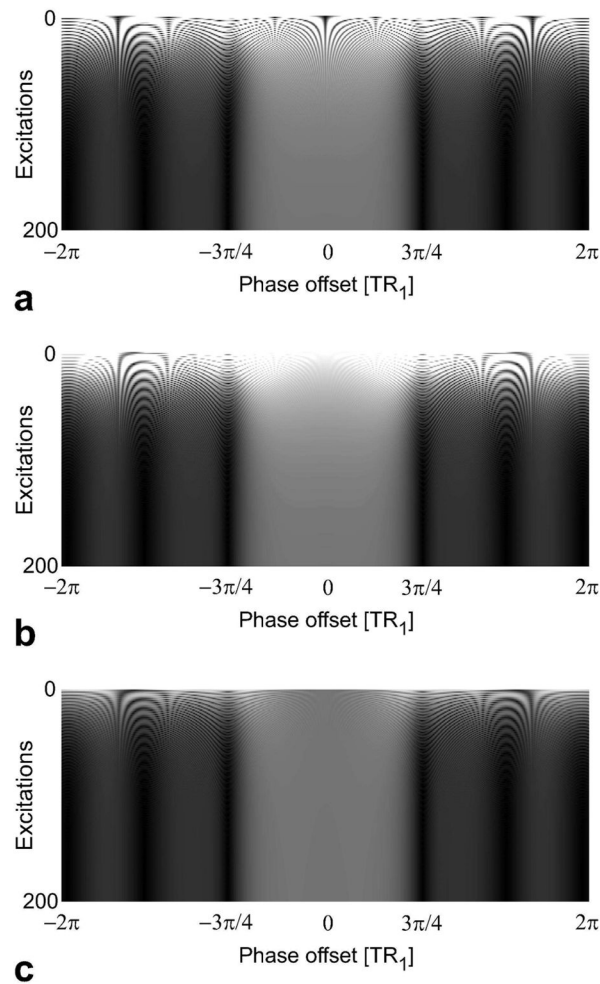 0
Excitations
200
−2π −3π/4 0 3π/4 2π
Phase offset [TR1]
a
0
Excitations
200
−2π −3π/4 0 3π/4 2π
Phase offset [TR1]
b
0
Excitations
200
−2π −3π/4 0 3π/4 2π
Phase offset [TR1]
c